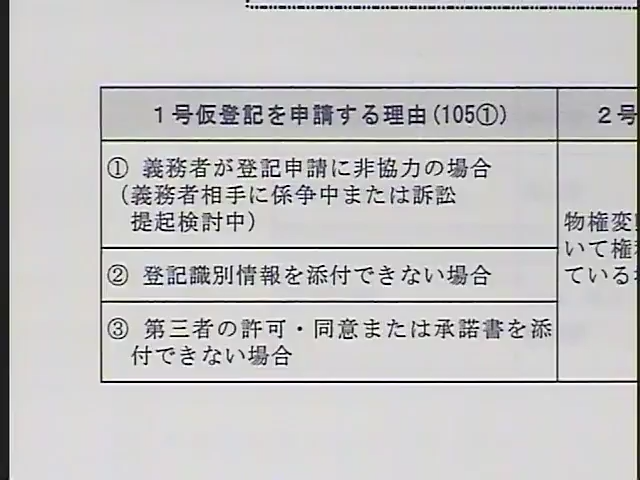 1号仮登記を申請する理由(105①)
2号
① 義務者が登記申請に非協力の場合
(義務者相手に係争中または訴訟
提起検討中)
② 登記識別情報を添付できない場合
③ 第三者の許可・同意または承諾書を添
付できない場合
物権変
いて権
ている